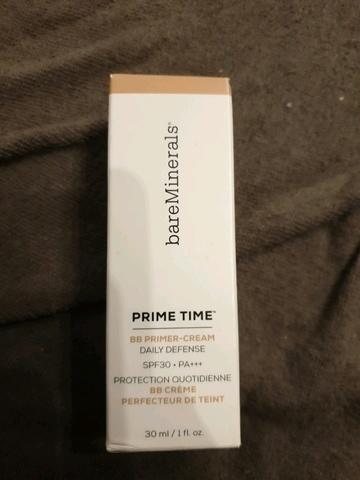 bareMinerals®
PRIME TIME™
BB PRIMER-CREAM
DAILY DEFENSE
SPF30 • PA+++
PROTECTION QUOTIDIENNE
BB CRÈME
PERFECTEUR DE TEINT
30 ml / 1 fl. oz.